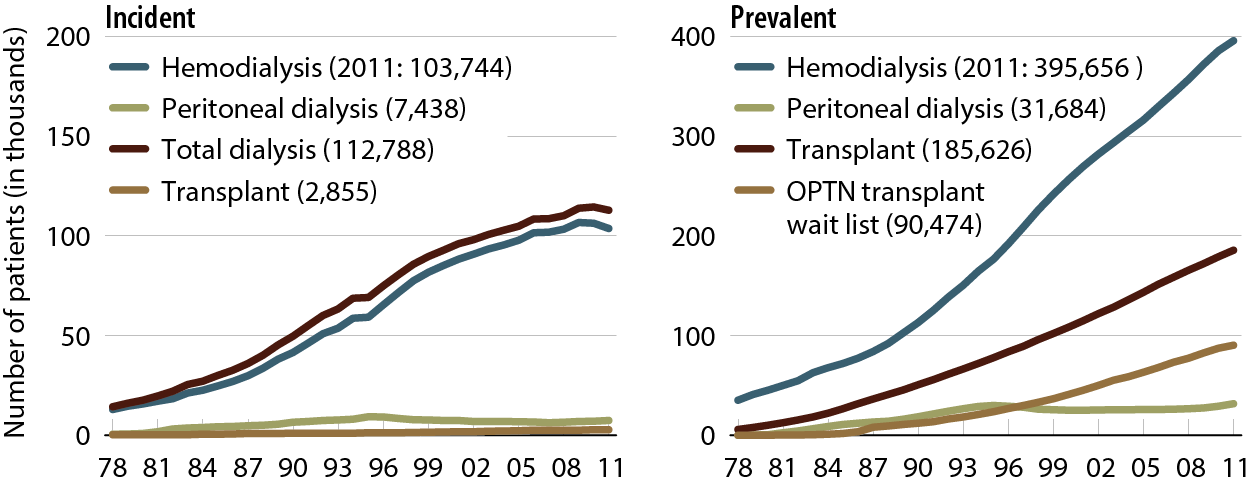 Number of patients (in thousands)
Incident
200
150
100
50
0
Hemodialysis (2011: 103,744)
Peritoneal dialysis (7,438)
Total dialysis (112,788)
Transplant (2,855)
78 81 84 87 90 93 96 99 02 05 08 11
Prevalent
400
300
200
100
0
Hemodialysis (2011: 395,656 )
Peritoneal dialysis (31,684)
Transplant (185,626)
OPTN transplant
wait list (90,474)
78 81 84 87 90 93 96 99 02 05 08 11